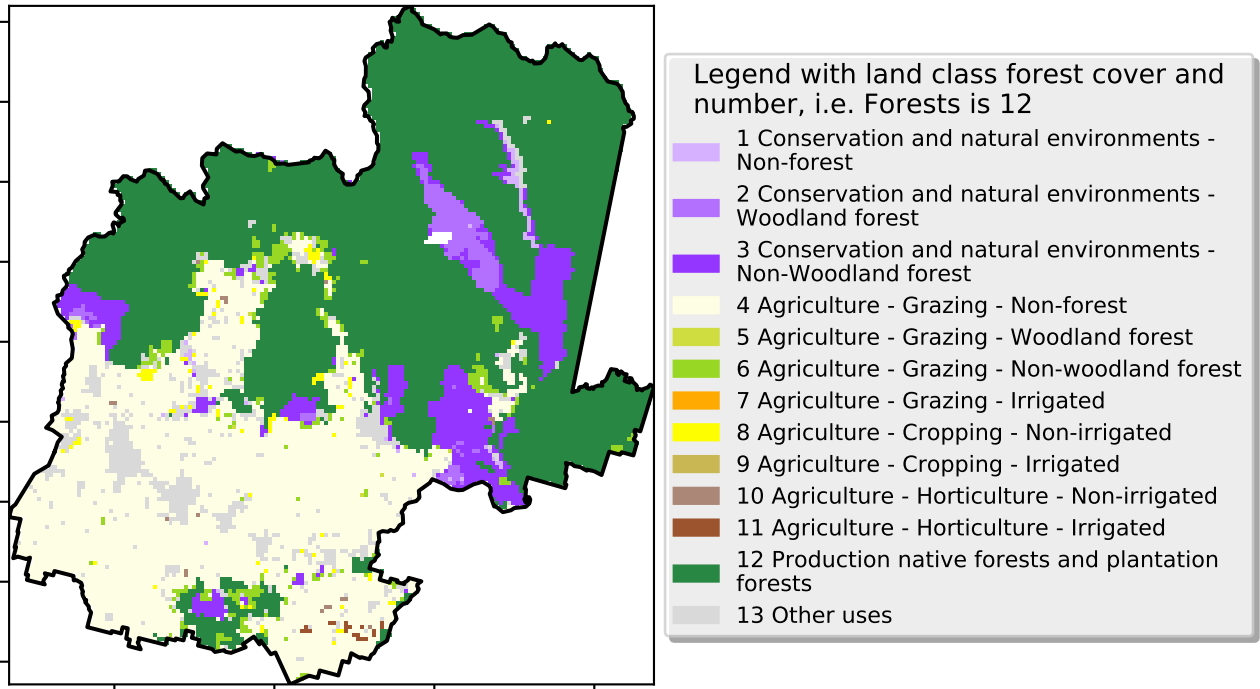 Legend with land class forest cover and
number, i.e. Forests is 12
1 Conservation and natural environments -
Non-forest
2 Conservation and natural environments -
Woodland forest
3 Conservation and natural environments -
Non-Woodland forest
4 Agriculture - Grazing - Non-forest
5 Agriculture - Grazing - Woodland forest
6 Agriculture - Grazing - Non-woodland forest
7 Agriculture - Grazing - Irrigated
8 Agriculture - Cropping - Non-irrigated
9 Agriculture - Cropping - Irrigated
10 Agriculture - Horticulture - Non-irrigated
11 Agriculture - Horticulture - Irrigated
12 Production native forests and plantation
forests
13 Other uses